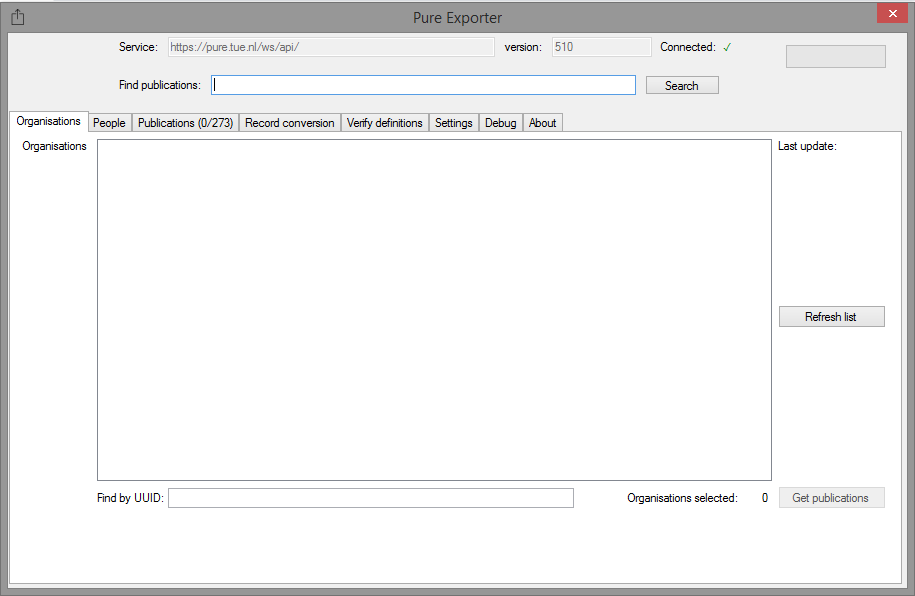 Pure Exporter
Service: https://pure.tue.nl/ws/api/ version: 510 Connected: ✓
Find publications: Search
Organisations People Publications (0/273) Record conversion Verify definitions Settings Debug About
Organisations Last update:
Refresh list
Find by UUID: Organisations selected: 0 Get publications